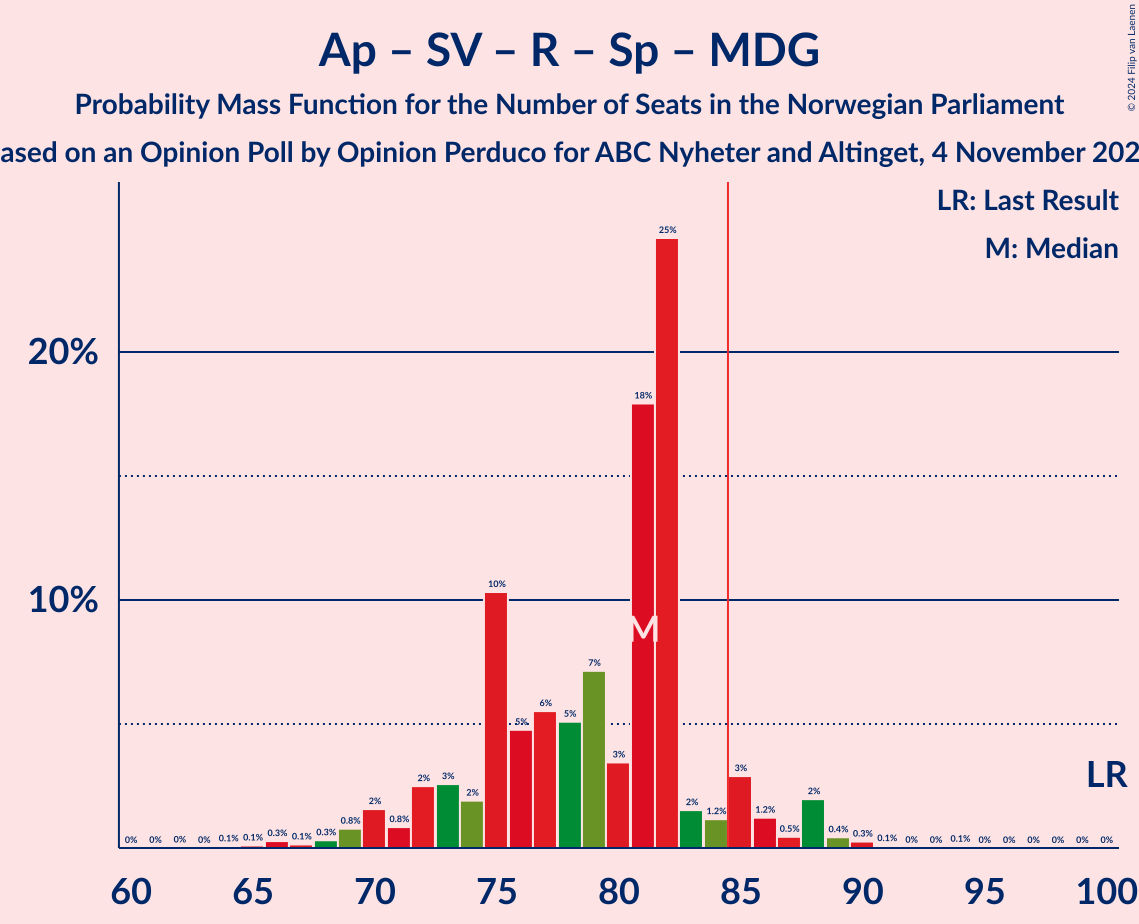 Ap – SV – R – Sp – MDG
Probability Mass Function for the Number of Seats in the Norwegian Parliament
ased on an Opinion Poll by Opinion Perduco for ABC Nyheter and Altinget, 4 November 202
© 2024 Filip van Laenen
LR: Last Result
M: Median
20%
10%
0% 0% 0% 0% 0.1% 0.1% 0.3% 0.1% 0.3% 0.8% 2% 0.8% 2% 3% 2% 10% 5% 6% 5% 7% 3% 18% 25% 2% 1.2% 3% 1.2% 0.5% 2% 0.4% 0.3% 0.1% 0% 0% 0.1% 0% 0% 0% 0% 0% 0%
M
LR
60 65 70 75 80 85 90 95 100